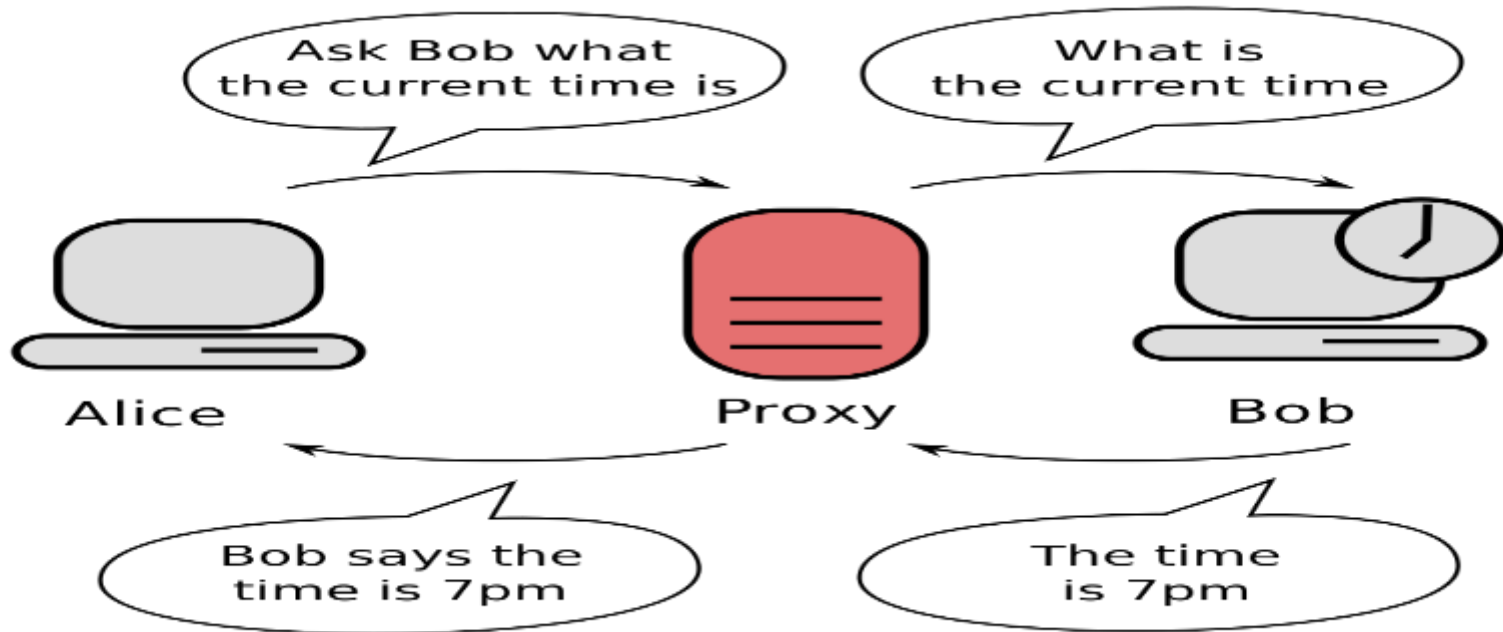 Ask Bob what
the current time is
What is
the current time
Alice
Proxy
Bob
Bob says the
time is 7pm
The time
is 7pm